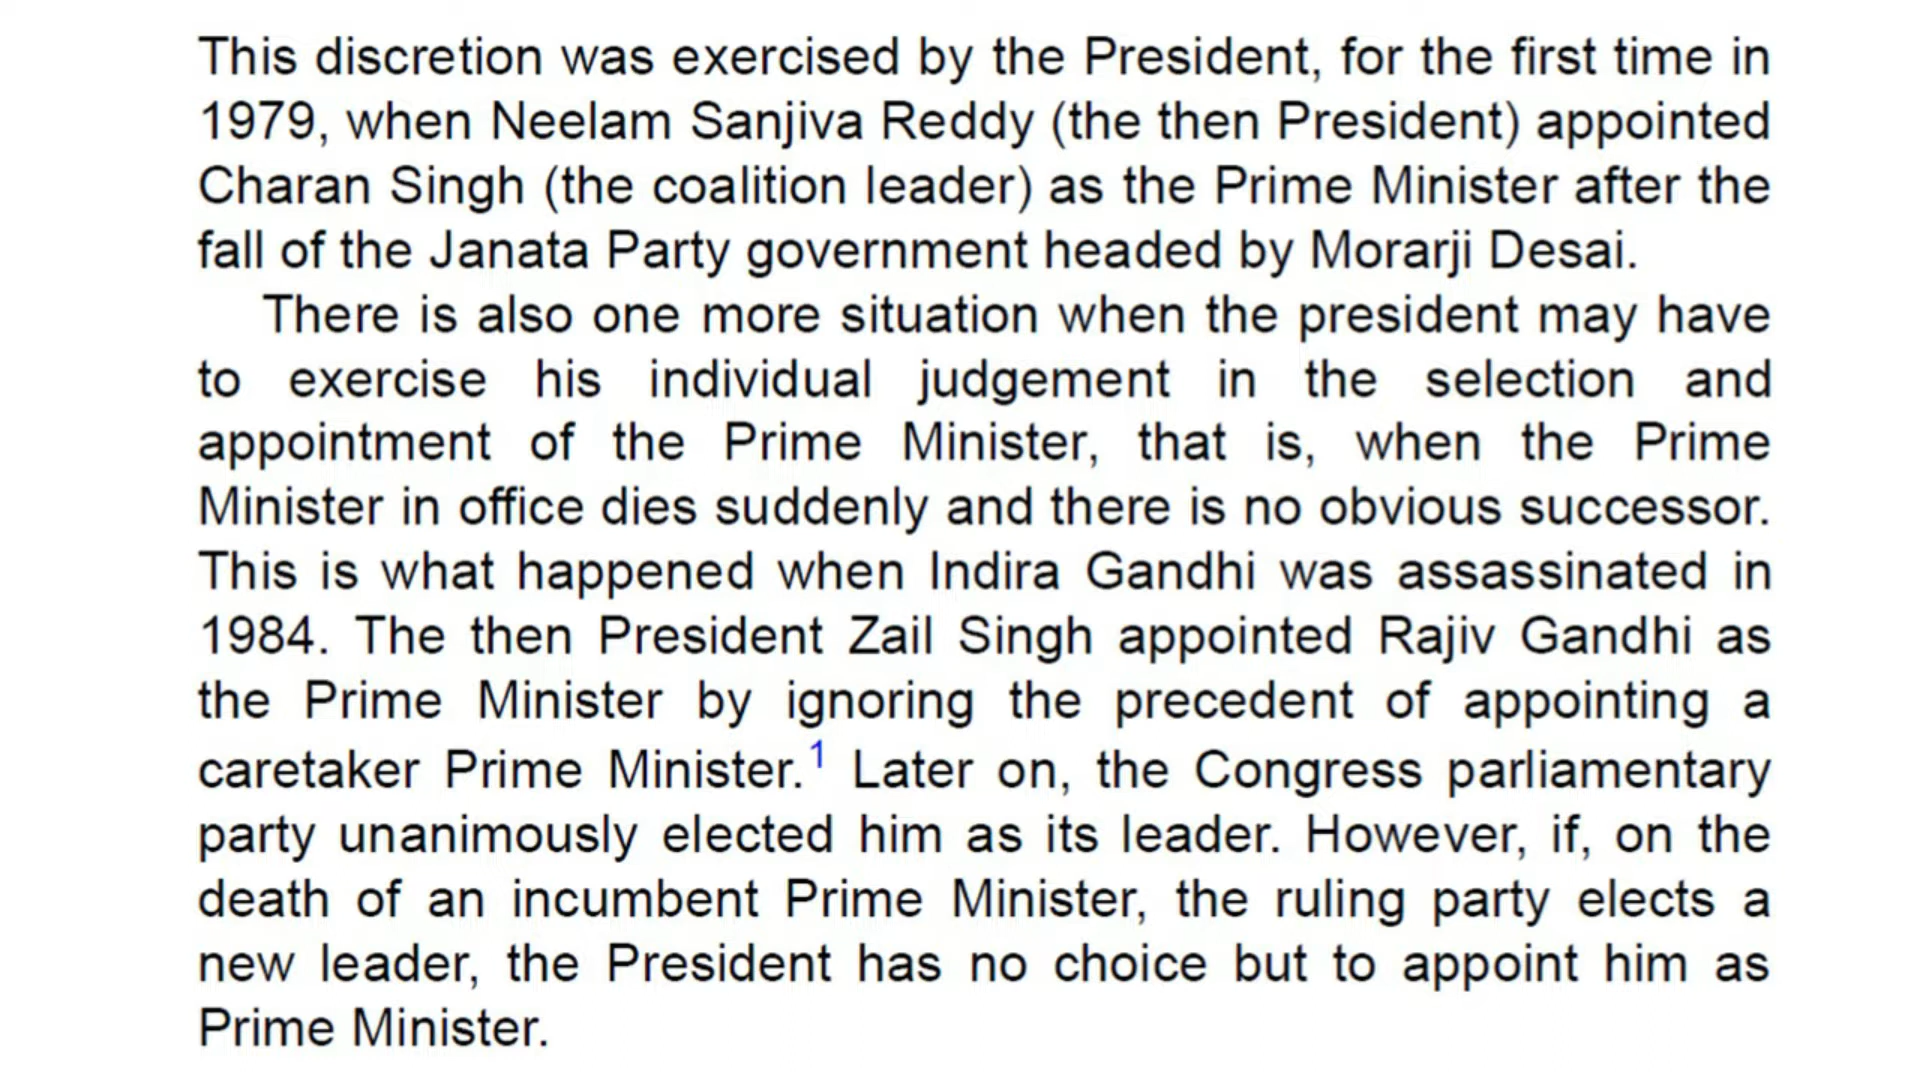 This discretion was exercised by the President, for the first time in
1979, when Neelam Sanjiva Reddy (the then President) appointed
Charan Singh (the coalition leader) as the Prime Minister after the
fall of the Janata Party government headed by Morarji Desai.
There is also one more situation when the president may have
to exercise his individual judgement in the selection and
appointment of the Prime Minister, that is, when the Prime
Minister in office dies suddenly and there is no obvious successor.
This is what happened when Indira Gandhi was assassinated in
1984. The then President Zail Singh appointed Rajiv Gandhi as
the Prime Minister by ignoring the precedent of appointing a
caretaker Prime Minister.1 Later on, the Congress parliamentary
party unanimously elected him as its leader. However, if, on the
death of an incumbent Prime Minister, the ruling party elects a
new leader, the President has no choice but to appoint him as
Prime Minister.